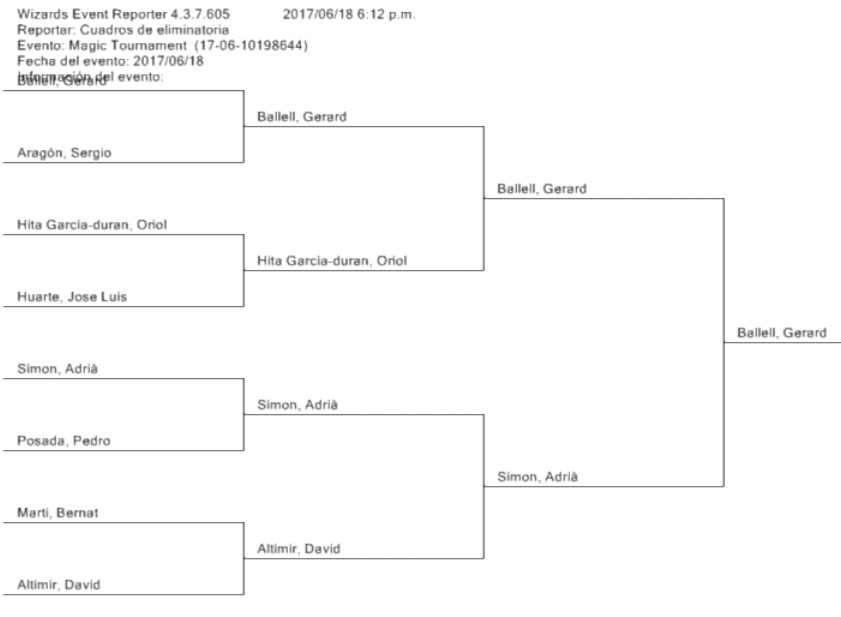 Wizards Event Reporter 4.3.7.605 2017/06/18 6:12 p.m.
Reportar: Cuadros de eliminatoria
Evento: Magic Tournament (17-06-10198644)
Fecha del evento: 2017/06/18
Información del evento:
Ballell, Gerard
Ballell, Gerard
Aragón, Sergio
Ballell, Gerard
Hita Garcia-duran, Oriol
Hita Garcia-duran, Oriol
Huarte, Jose Luis
Ballell, Gerard
Simon, Adrià
Simon, Adrià
Posada, Pedro
Simon, Adrià
Marti, Bernat
Altimir, David
Altimir, David